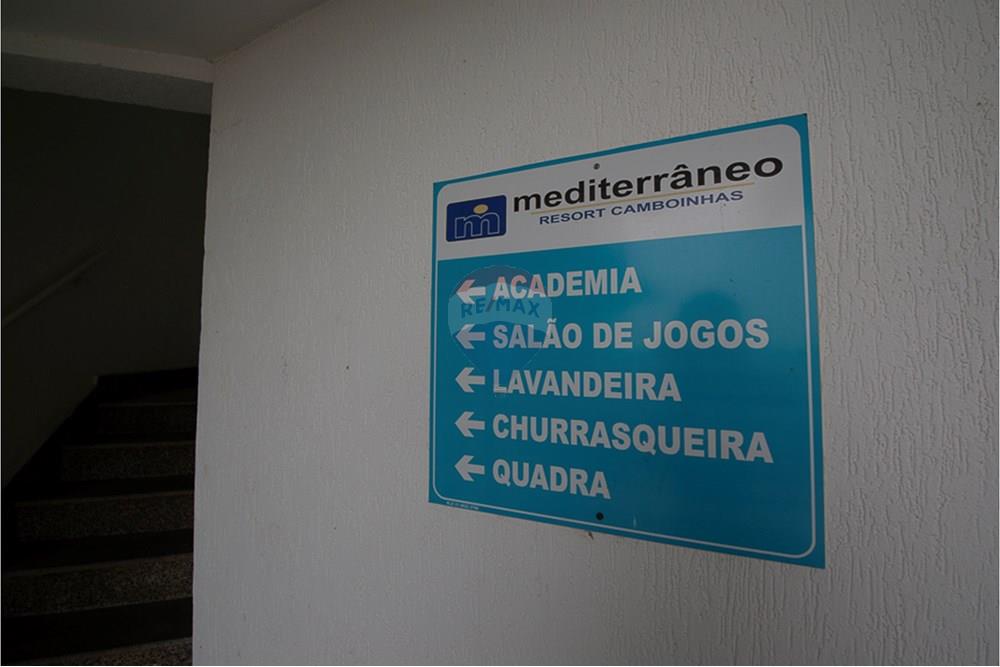 mediterrâneo
RESORT CAMBOINHAS
m
ACADEMIA
RE/MAX
SALÃO DE JOGOS
LAVANDEIRA
CHURRASQUEIRA
QUADRA